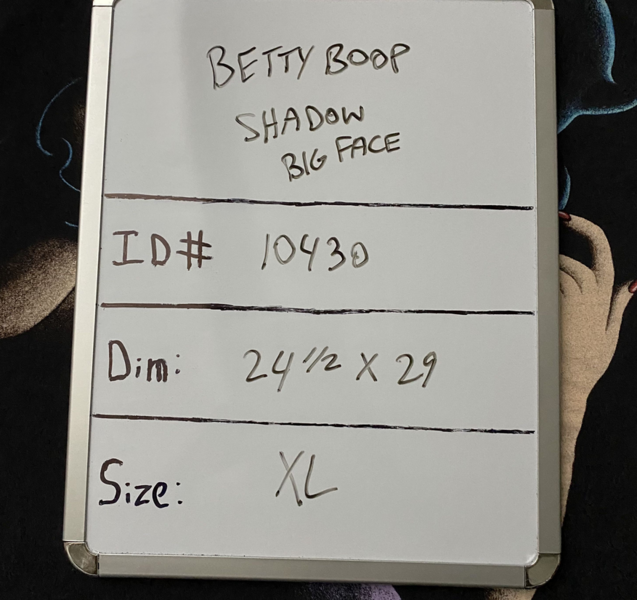 BETTY BOOP
SHADOW
BIG FACE
ID# 10430
Dim: 24 1/2 X 29
Size: XL